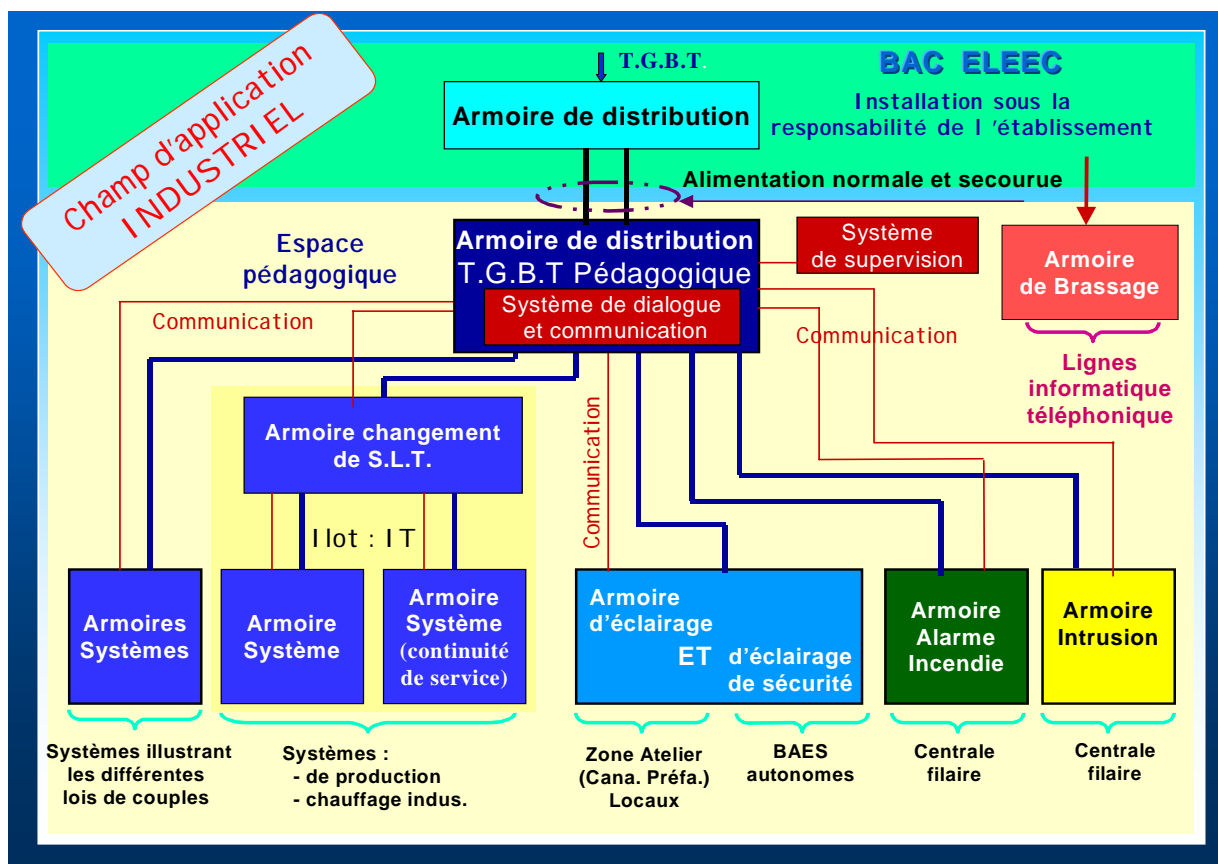 Champ d'application
INDUSTRIEL
T.G.B.T.
BAC ELEEC
Installation sous la
responsabilité de l 'établissement
Armoire de distribution
Alimentation normale et secourue
Espace
pédagogique
Armoire de distribution
T.G.B.T Pédagogique
Système de dialogue
et communication
Système
de supervision
Armoire
de Brassage
Communication
Communication
Lignes
informatique
téléphonique
Armoire changement
de S.L.T.
Communication
Ilot : IT
Armoires
Systèmes
Armoire
Système
Armoire
Système
(continuité
de service)
Armoire
d'éclairage
ET d'éclairage
de sécurité
Armoire
Alarme
Incendie
Armoire
Intrusion
Systèmes illustrant
les différentes
lois de couples
Systèmes :
- de production
- chauffage indus.
Zone Atelier
(Cana. Préfa.)
Locaux
BAES
autonomes
Centrale
filaire
Centrale
filaire